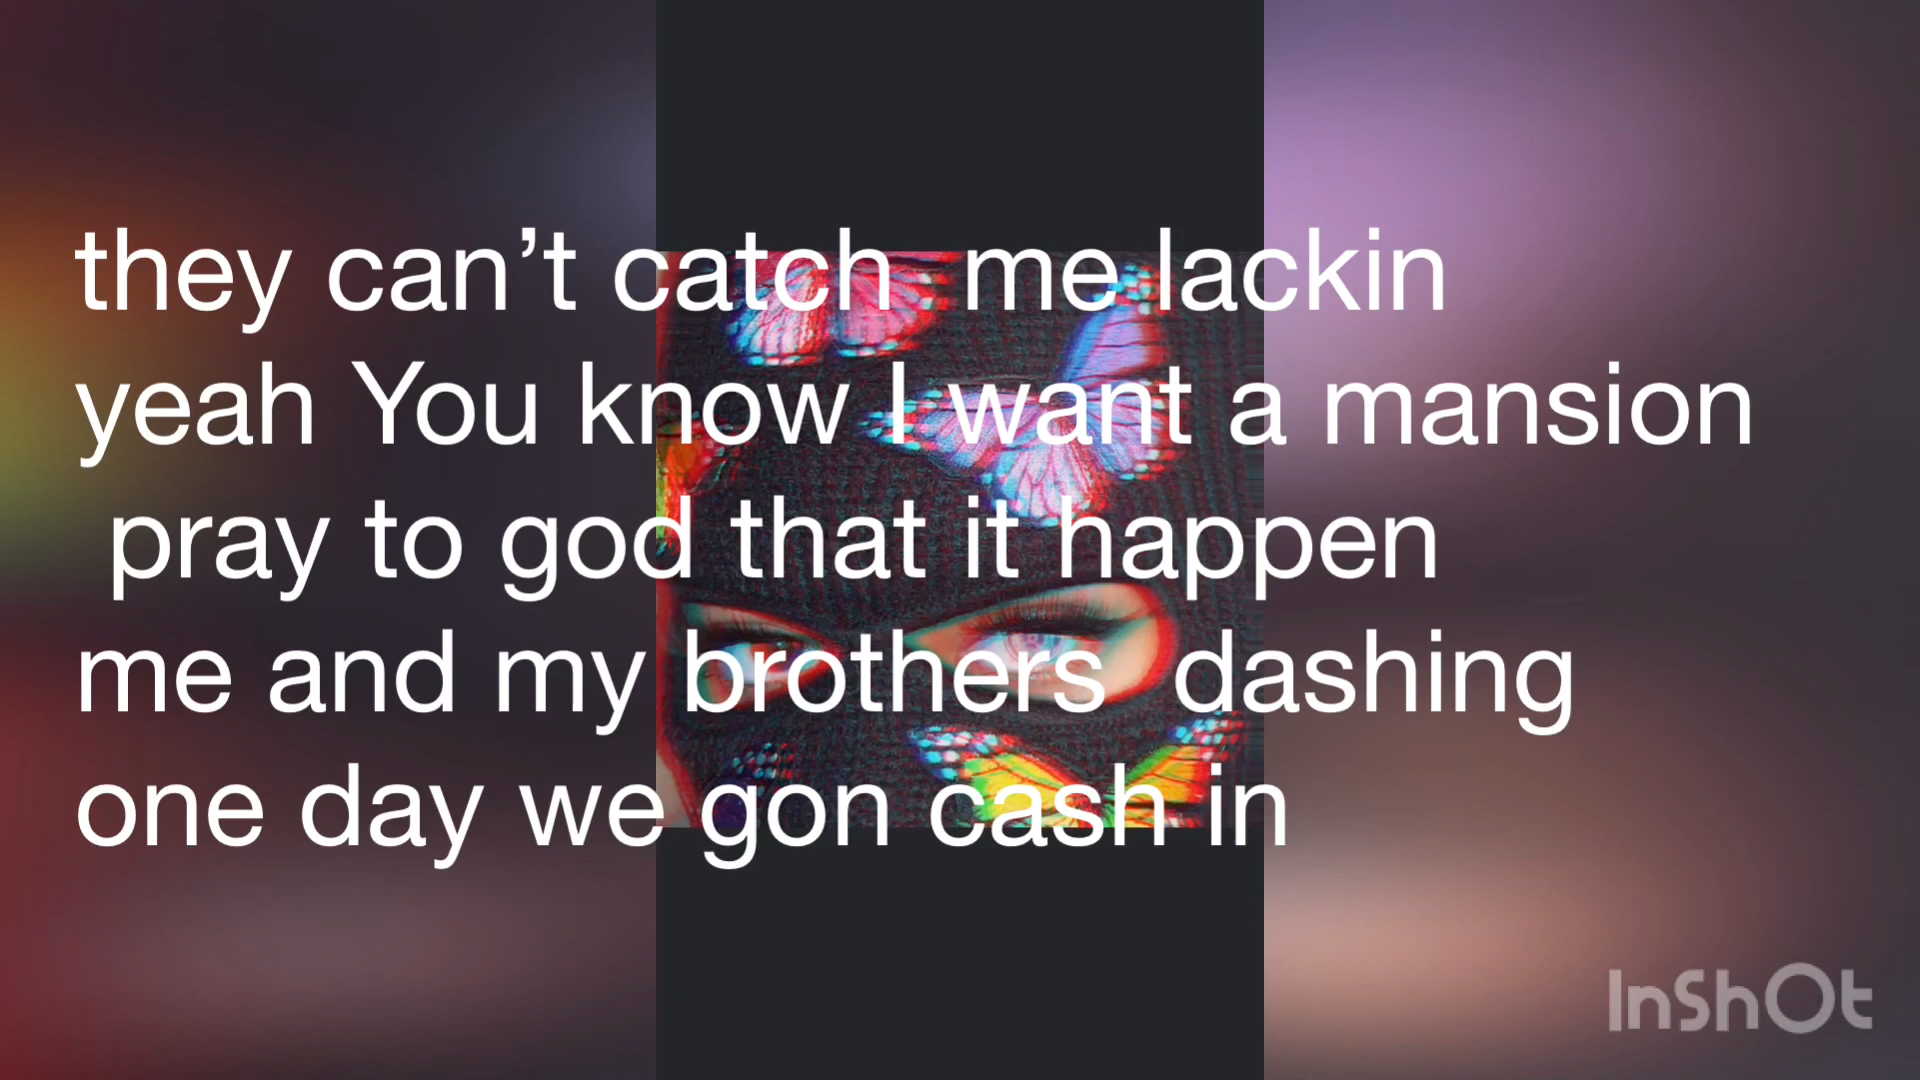 they can’t catch  me lackin
yeah You know I want a mansion
pray to god that it happen
me and my brothers  dashing
one day we gon cash in
InShOt